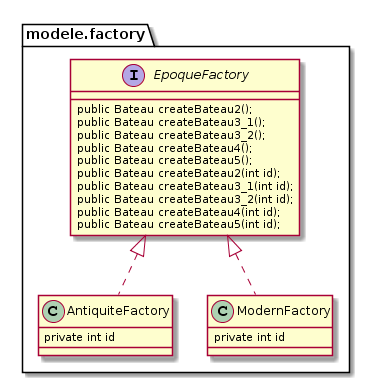 modele.factory
I EpoqueFactory
public Bateau createBateau2();
public Bateau createBateau3_1();
public Bateau createBateau3_2();
public Bateau createBateau4();
public Bateau createBateau5();
public Bateau createBateau2(int id);
public Bateau createBateau3_1(int id);
public Bateau createBateau3_2(int id);
public Bateau createBateau4(int id);
public Bateau createBateau5(int id);
C AntiquiteFactory
private int id
C ModernFactory
private int id